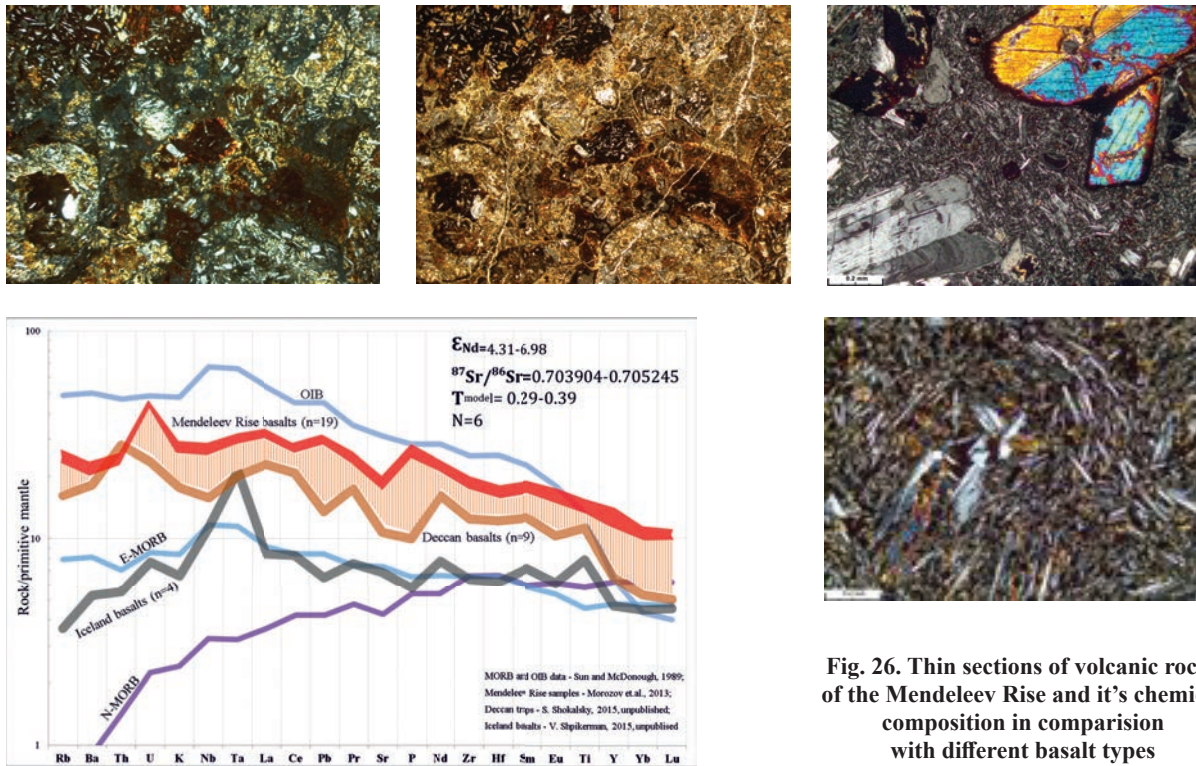 0.2 mm
100
εNd=4.31-6.98
⁸⁷Sr/⁸⁶Sr=0.703904-0.705245
Tmodel= 0.29-0.39
N=6
OIB
Mendeleev Rise basalts (n=19)
Rock/primitive mantle
10
Deccan basalts (n=9)
E-MORB
Iceland basalts (n=4)
N-MORB
MORB and OIB data - Sun and McDonough, 1989;
Mendelee Rise samples - Morozov et.al., 2013;
Deccan traps - S. Shokalsky, 2015, unpublished;
Iceland basalts - V. Shpikerman, 2015, unpublised
1
Rb Ba Th U K Nb Ta La Ce Pb Pr Sr P Nd Zr Hf Sm Eu Ti Y Yb Lu
Fig. 26. Thin sections of volcanic roc
of the Mendeleev Rise and it's chemi
composition in comparision
with different basalt types